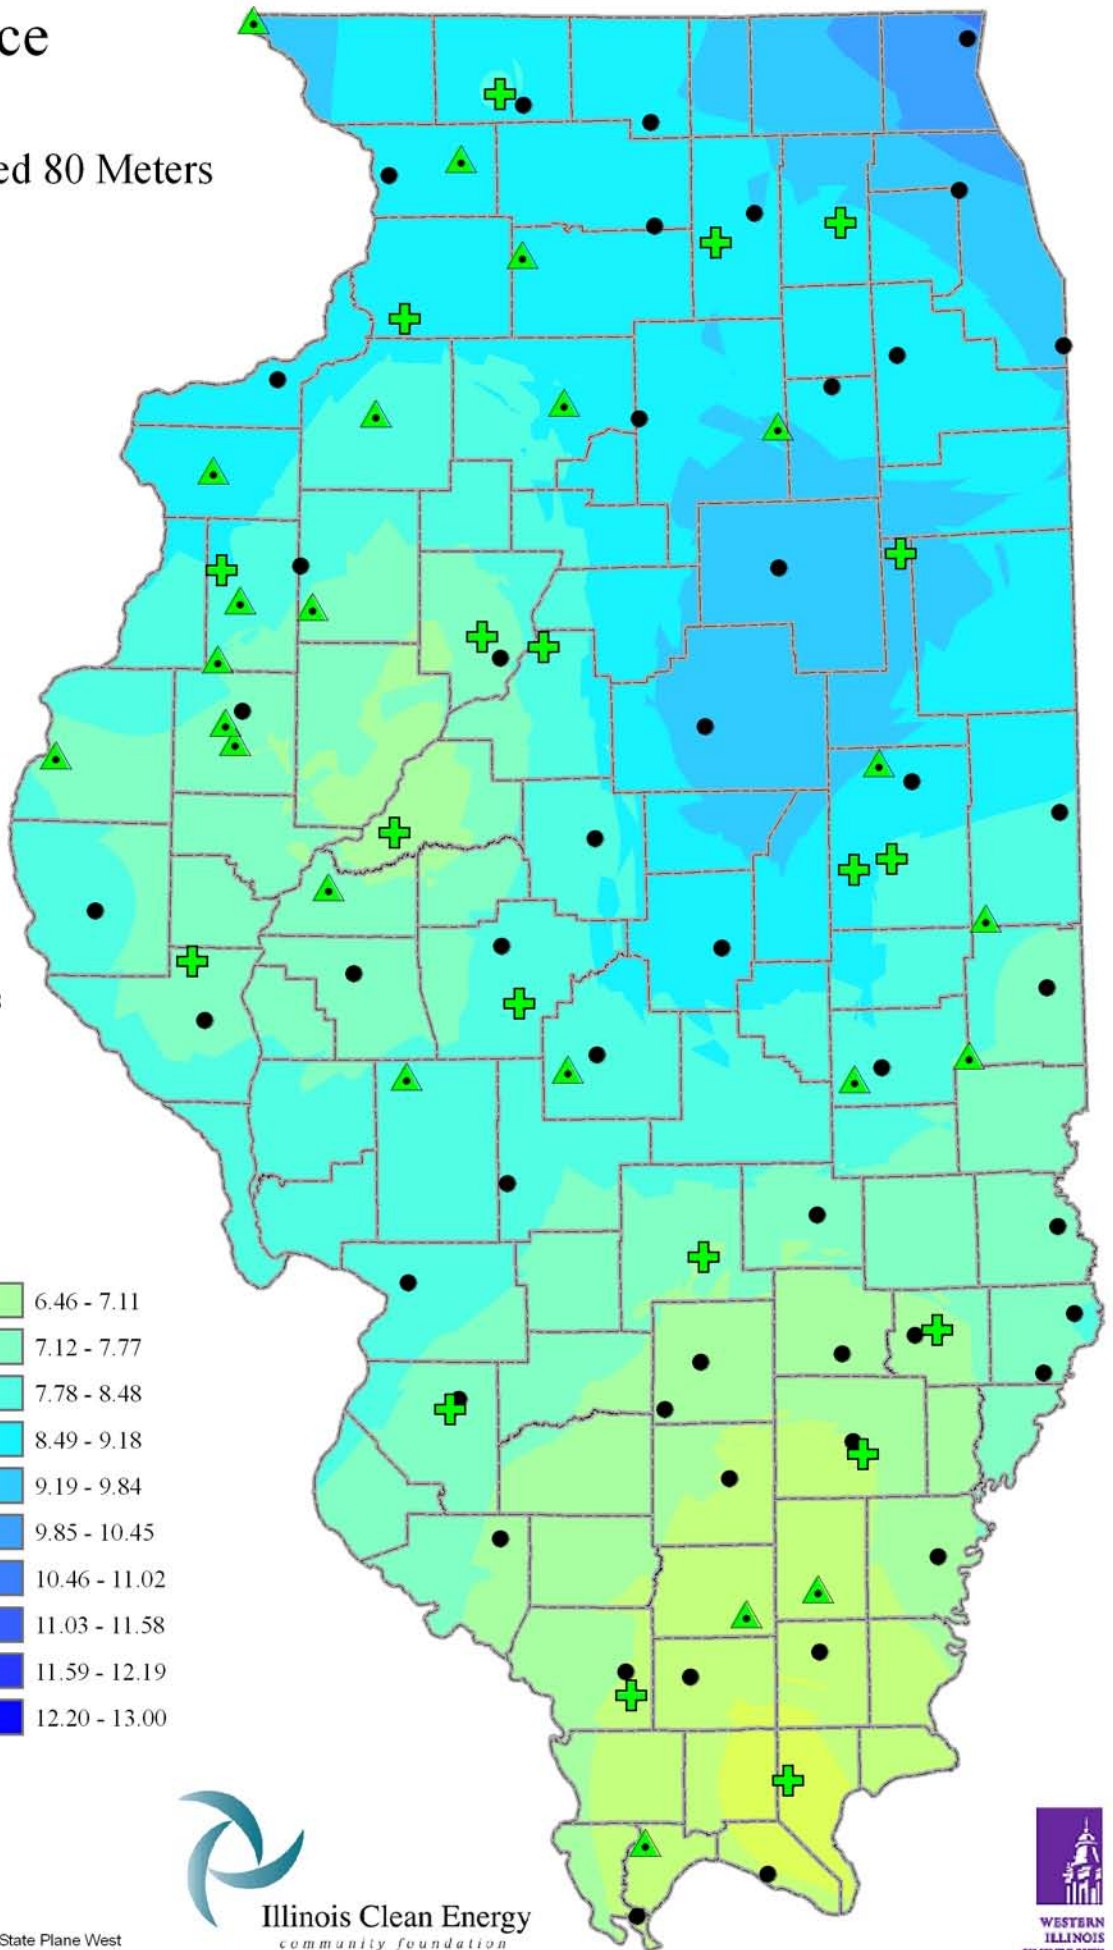 ce
ed 80 Meters
6.46 - 7.11
7.12 - 7.77
7.78 - 8.48
8.49 - 9.18
9.19 - 9.84
9.85 - 10.45
10.46 - 11.02
11.03 - 11.58
11.59 - 12.19
12.20 - 13.00
Illinois Clean Energy
community foundation
State Plane West
WESTERN
ILLINOIS